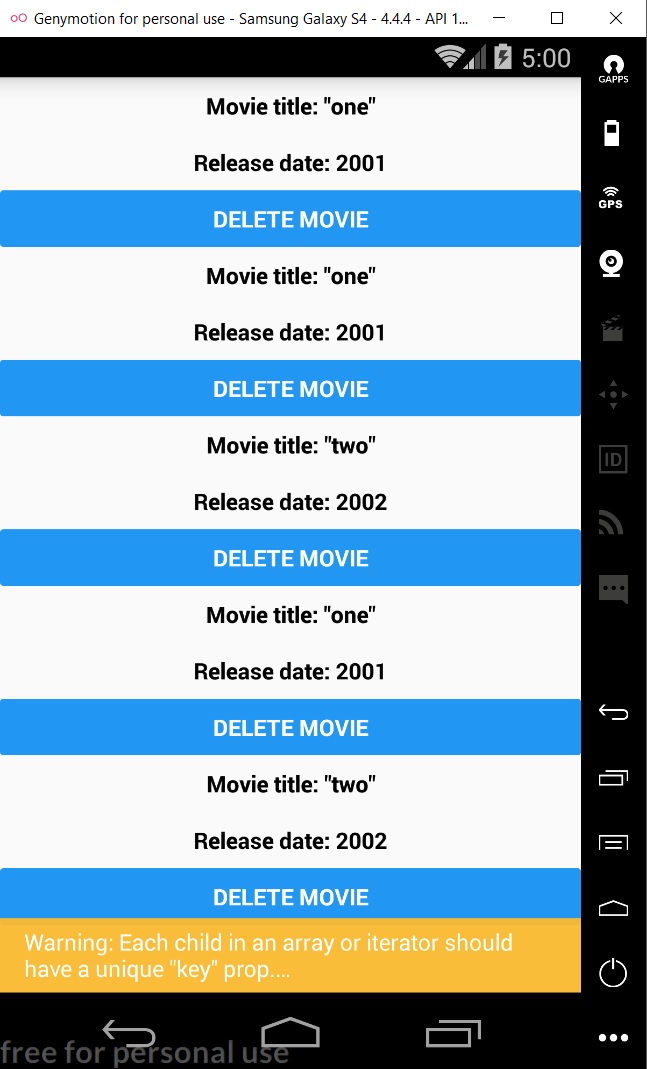 Genymotion for personal use - Samsung Galaxy S4 - 4.4.4 - API 1...
5:00
GAPPS
Movie title: "one"
Release date: 2001
DELETE MOVIE
GPS
Movie title: "one"
Release date: 2001
DELETE MOVIE
Movie title: "two"
ID
Release date: 2002
DELETE MOVIE
Movie title: "one"
Release date: 2001
DELETE MOVIE
Movie title: "two"
Release date: 2002
DELETE MOVIE
Warning: Each child in an array or iterator should
have a unique "key" prop....
free for personal use